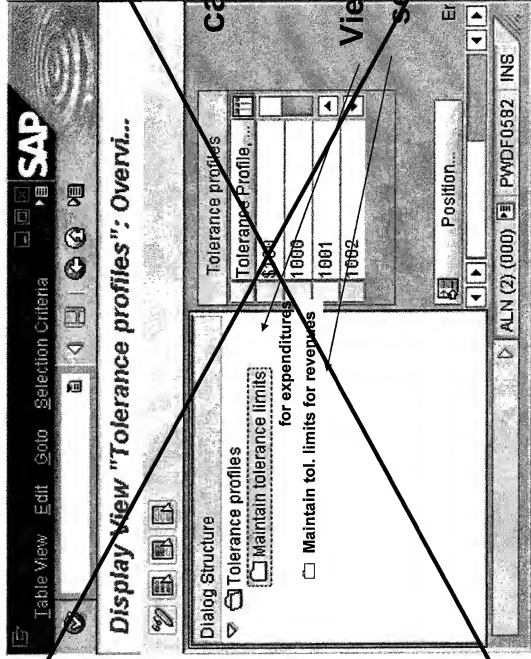 Table View Edit Goto Selection Criteria
SAP
Display View "Tolerance profiles": Overvi...
Dialog Structure
Tolerance profiles
Maintain tolerance limits
for expenditures
Maintain tol. limits for revenues
Tolerance profiles
Tolerance Profile, ...
1000
1001
1002
Position...
ca
Vie
se
Er
ALN (2) (000) PWDF0582 INS